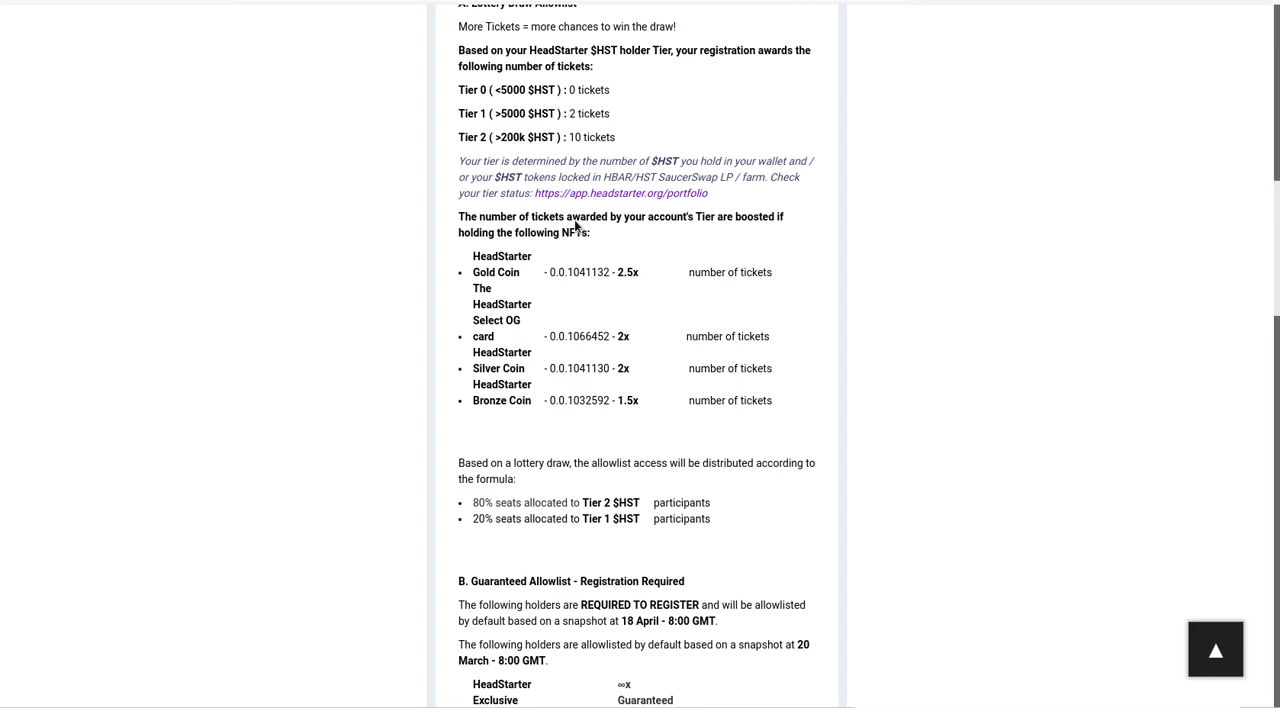 A. Lottery Draw Allowlist
More Tickets = more chances to win the draw!
Based on your HeadStarter $HST holder Tier, your registration awards the
following number of tickets:
Tier 0 ( <5000 $HST ) : 0 tickets
Tier 1 ( >5000 $HST ) : 2 tickets
Tier 2 ( >200k $HST ) : 10 tickets
Your tier is determined by the number of $HST you hold in your wallet and /
or your $HST tokens locked in HBAR/HST SaucerSwap LP / farm. Check
your tier status: https://app.headstarter.org/portfolio
The number of tickets awarded by your account's Tier are boosted if
holding the following NFTs:
HeadStarter
• Gold Coin - 0.0.1041132 - 2.5x number of tickets
The
HeadStarter
Select OG
• card - 0.0.1066452 - 2x number of tickets
HeadStarter
• Silver Coin - 0.0.1041130 - 2x number of tickets
HeadStarter
• Bronze Coin - 0.0.1032592 - 1.5x number of tickets
Based on a lottery draw, the allowlist access will be distributed according to
the formula:
• 80% seats allocated to Tier 2 $HST participants
• 20% seats allocated to Tier 1 $HST participants
B. Guaranteed Allowlist - Registration Required
The following holders are REQUIRED TO REGISTER and will be allowlisted
by default based on a snapshot at 18 April - 8:00 GMT.
The following holders are allowlisted by default based on a snapshot at 20
March - 8:00 GMT.
HeadStarter ∞x
Exclusive Guaranteed